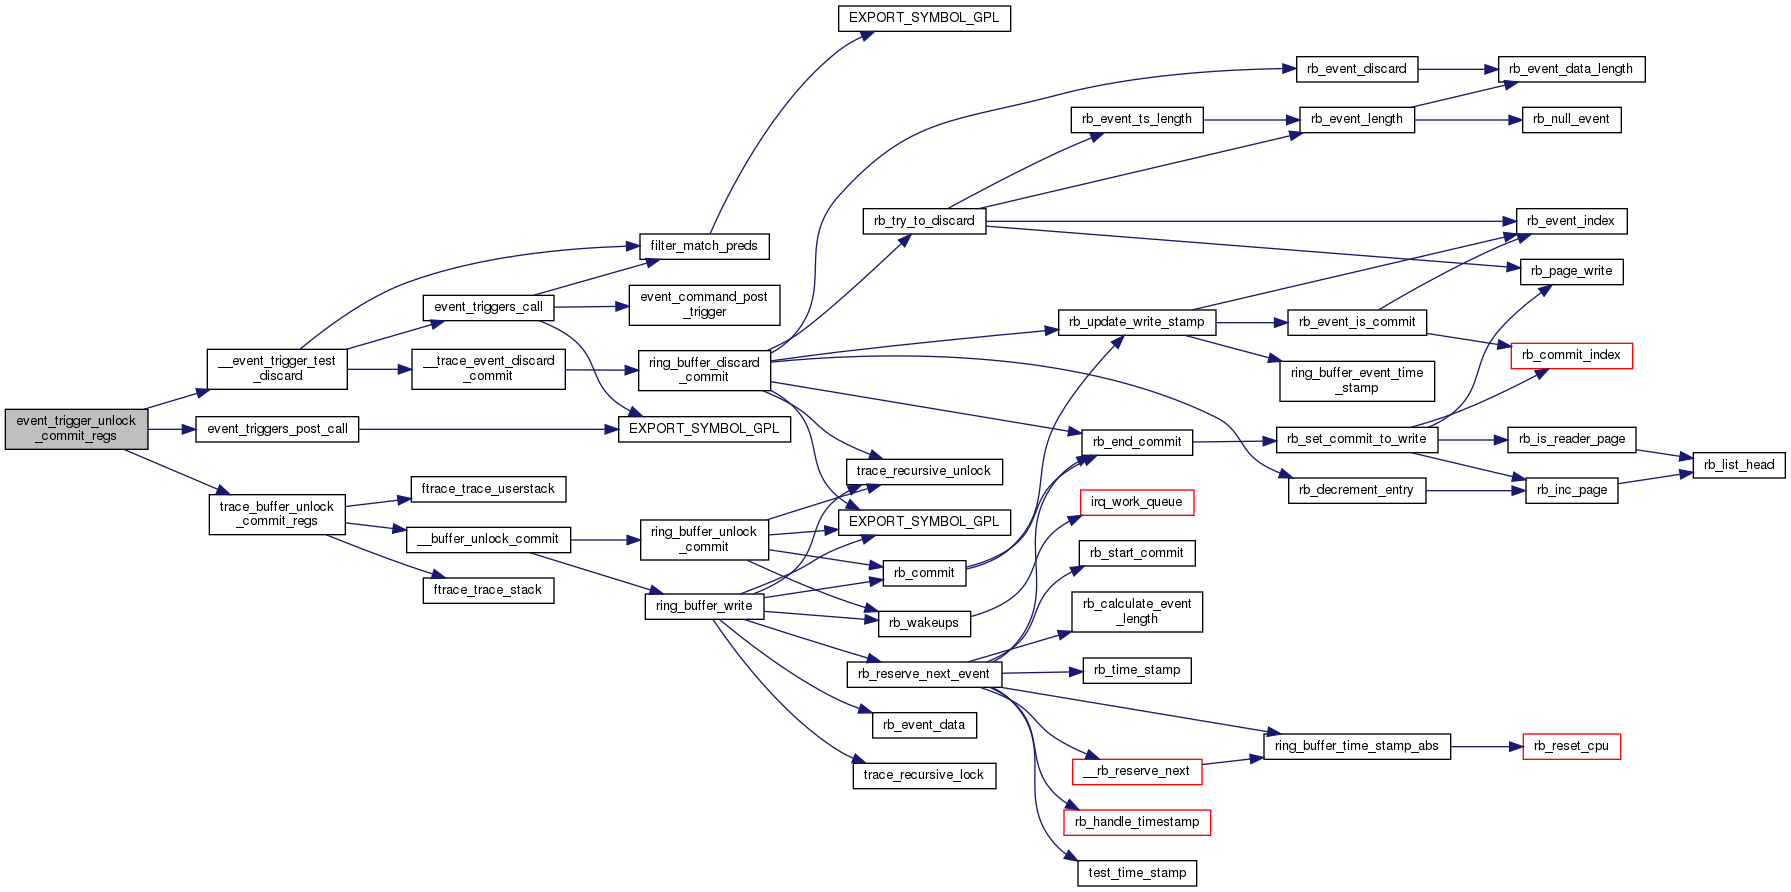 EXPORT_SYMBOL_GPL
rb_event_discard
rb_event_data_length
rb_event_ts_length
rb_event_length
rb_null_event
rb_try_to_discard
rb_event_index
filter_match_preds
rb_page_write
event_triggers_call
event_command_post
_trigger
rb_update_write_stamp
rb_event_is_commit
rb_commit_index
__event_trigger_test
_discard
__trace_event_discard
_commit
ring_buffer_discard
_commit
ring_buffer_event_time
_stamp
event_trigger_unlock
_commit_regs
event_triggers_post_call
EXPORT_SYMBOL_GPL
rb_end_commit
rb_set_commit_to_write
rb_is_reader_page
rb_list_head
trace_recursive_unlock
rb_decrement_entry
rb_inc_page
ftrace_trace_userstack
trace_buffer_unlock
_commit_regs
irq_work_queue
EXPORT_SYMBOL_GPL
__buffer_unlock_commit
ring_buffer_unlock
_commit
rb_start_commit
rb_commit
ftrace_trace_stack
ring_buffer_write
rb_calculate_event
_length
rb_wakeups
rb_reserve_next_event
rb_time_stamp
rb_event_data
ring_buffer_time_stamp_abs
rb_reset_cpu
trace_recursive_lock
__rb_reserve_next
rb_handle_timestamp
test_time_stamp